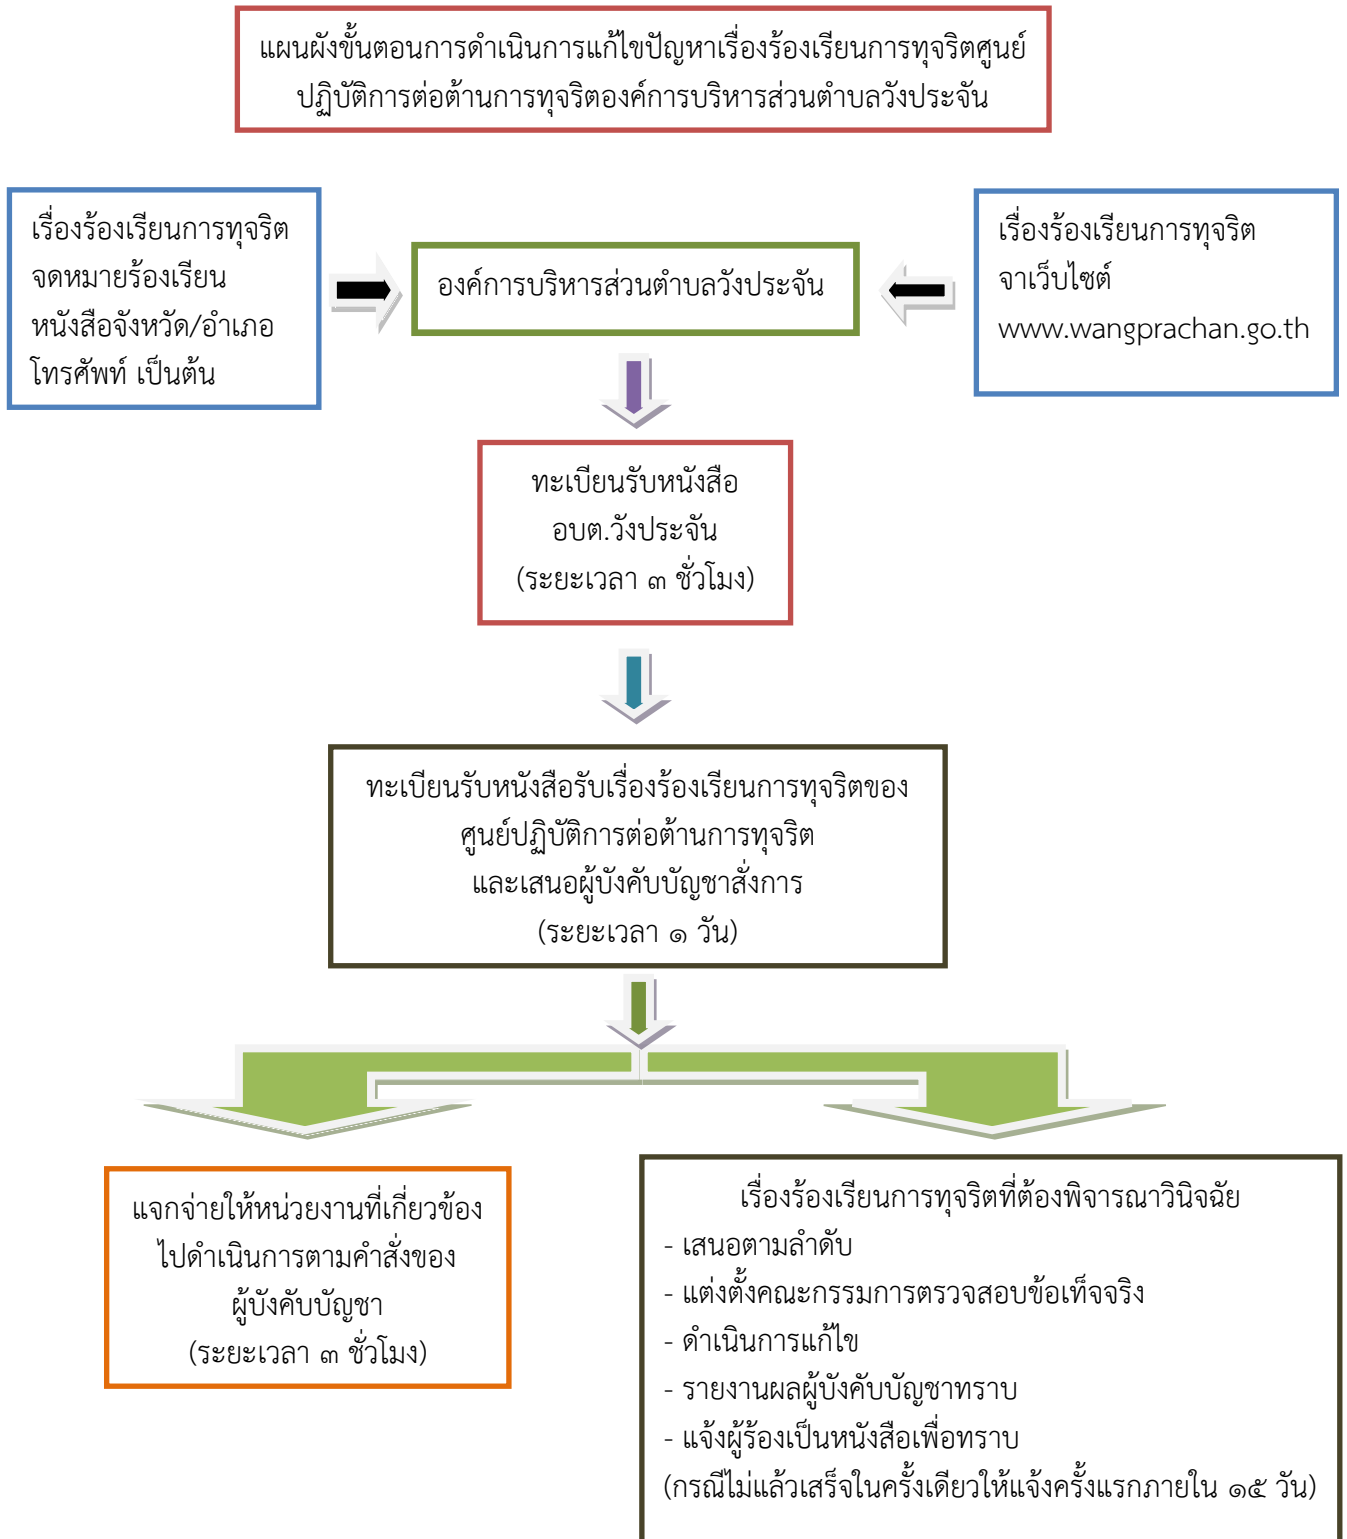 แผนผังขั้นตอนการดำเนินการแก้ไขปัญหาเรื่องร้องเรียนการทุจริตศูนย์
ปฏิบัติการต่อต้านการทุจริตองค์การบริหารส่วนตำบลวังประจัน
เรื่องร้องเรียนการทุจริต
จดหมายร้องเรียน
หนังสือจังหวัด/อำเภอ
โทรศัพท์ เป็นต้น
องค์การบริหารส่วนตำบลวังประจัน
เรื่องร้องเรียนการทุจริต
จาเว็บไซต์
www.wangprachan.go.th
ทะเบียนรับหนังสือ
อบต.วังประจัน
(ระยะเวลา ๓ ชั่วโมง)
ทะเบียนรับหนังสือรับเรื่องร้องเรียนการทุจริตของ
ศูนย์ปฏิบัติการต่อต้านการทุจริต
และเสนอผู้บังคับบัญชาสั่งการ
(ระยะเวลา ๑ วัน)
แจกจ่ายให้หน่วยงานที่เกี่ยวข้อง
ไปดำเนินการตามคำสั่งของ
ผู้บังคับบัญชา
(ระยะเวลา ๓ ชั่วโมง)
เรื่องร้องเรียนการทุจริตที่ต้องพิจารณาวินิจฉัย
- เสนอตามลำดับ
- แต่งตั้งคณะกรรมการตรวจสอบข้อเท็จจริง
- ดำเนินการแก้ไข
- รายงานผลผู้บังคับบัญชาทราบ
- แจ้งผู้ร้องเป็นหนังสือเพื่อทราบ
(กรณีไม่แล้วเสร็จในครั้งเดียวให้แจ้งครั้งแรกภายใน ๑๕ วัน)